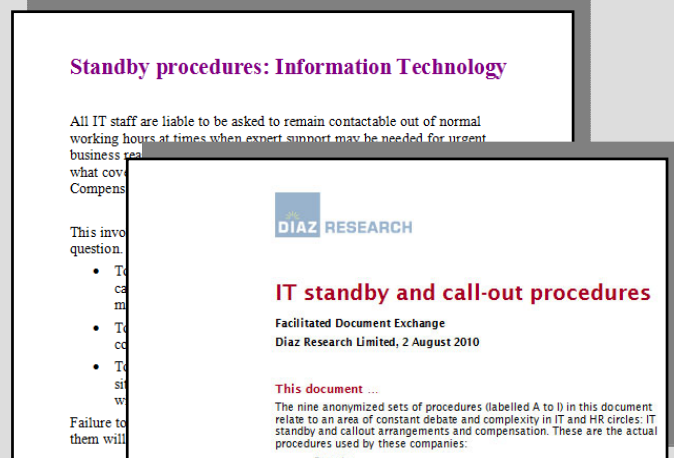 Standby procedures: Information Technology
All IT staff are liable to be asked to remain contactable out of normal
working hours at times when expert support may be needed for urgent
business
what
Compens
This invo
question.
•
•
•
Failure to
them will
DIAZ RESEARCH
IT standby and call-out procedures
Facilitated Document Exchange
Diaz Research Limited, 2 August 2010
This document ...
The nine anonymized sets of procedures (labelled A to I) in this document
relate to an area of constant debate and complexity in IT and HR circles: IT
standby and callout arrangements and compensation. These are the actual
procedures used by these companies: